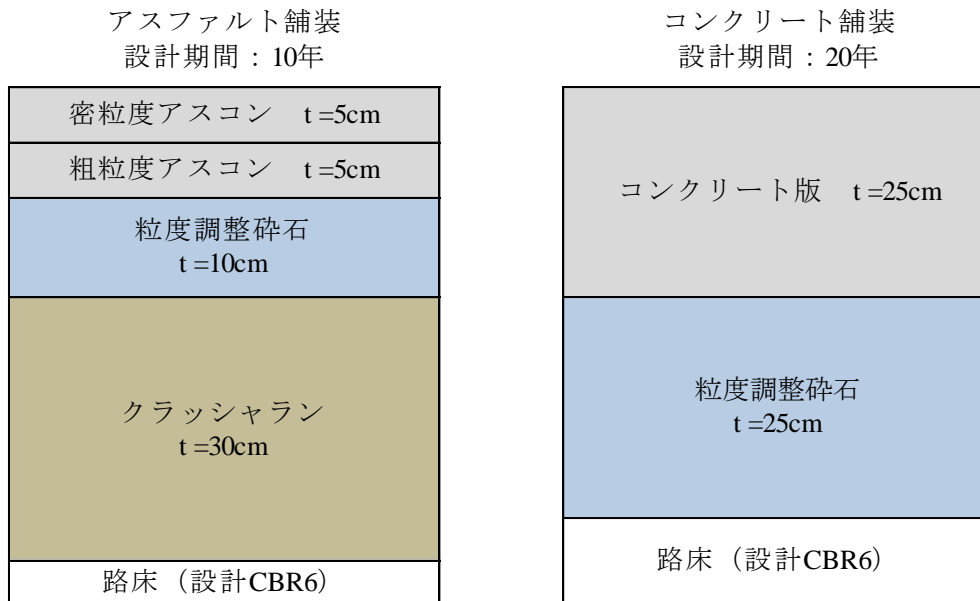 アスファルト舗装
設計期間：10年
密粒度アスコン t =5cm
粗粒度アスコン t =5cm
粒度調整砕石
t =10cm
クラッシャラン
t =30cm
路床（設計CBR6）
コンクリート舗装
設計期間：20年
コンクリート版 t =25cm
粒度調整砕石
t =25cm
路床（設計CBR6）